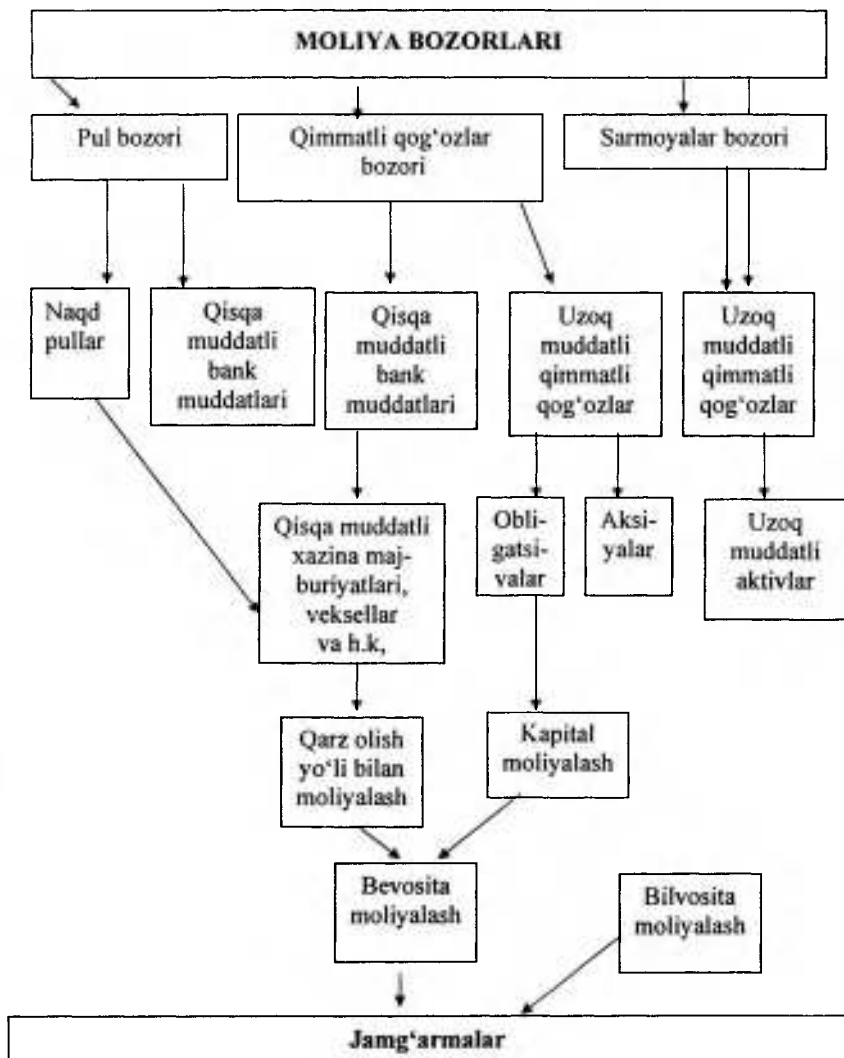 MOLIYA BOZORLARI
Pul bozori
Qimmatli qog‘ozlar
bozori
Sarmoyalar bozori
Naqd
pullar
Qisqa
muddatli
bank
muddatlari
Qisqa
muddatli
bank
muddatlari
Uzoq
muddatli
qimmatli
qog‘ozlar
Uzoq
muddatli
qimmatli
qog‘ozlar
Qisqa muddatli
xazina maj-
buriyatlari,
veksellar
va h.k,
Obli-
gatsi-
valar
Aksi-
yalar
Uzoq
muddatli
aktivlar
Qarz olish
yo‘li bilan
moliyalash
Kapital
moliyalash
Bevosita
moliyalash
Bilvosita
moliyalash
Jamg‘armalar